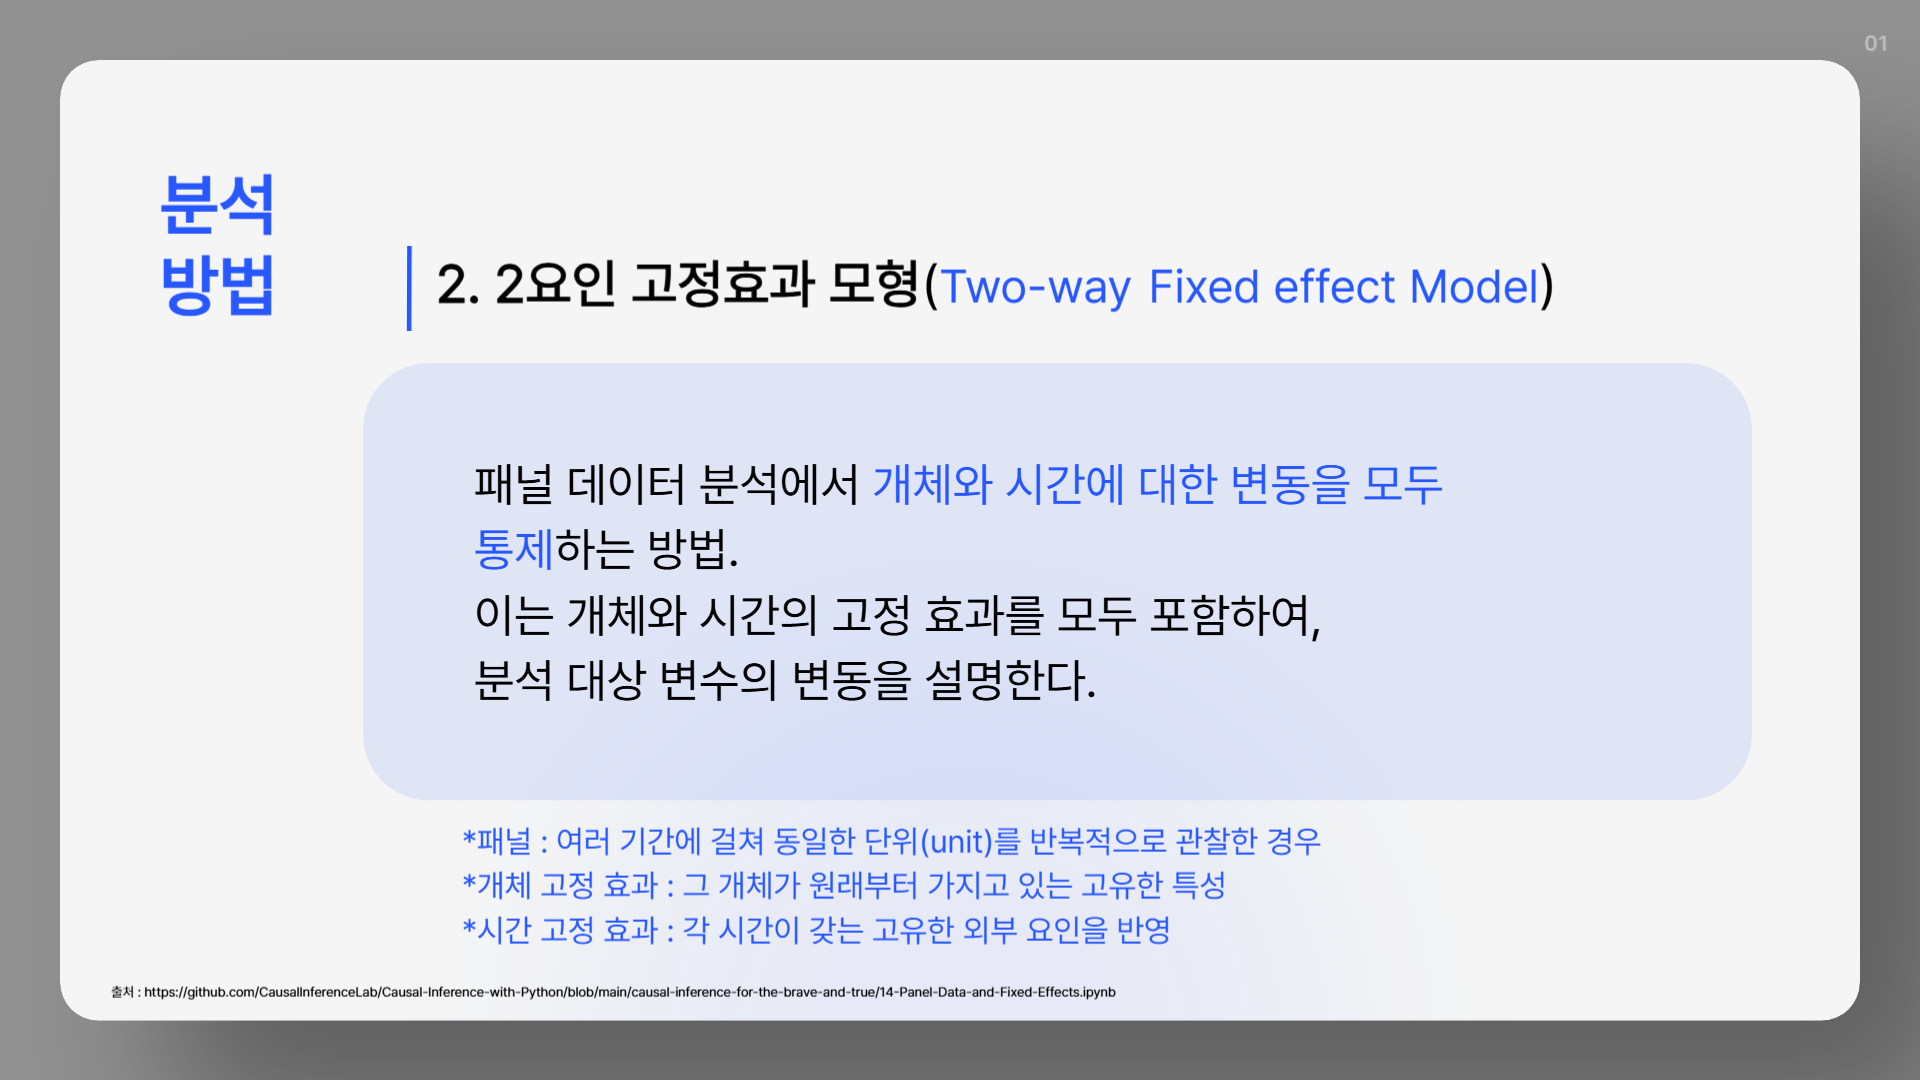 01
분석
방법
2. 2요인 고정효과 모형(Two-way Fixed effect Model)
패널 데이터 분석에서 개체와 시간에 대한 변동을 모두
통제하는 방법.
이는 개체와 시간의 고정 효과를 모두 포함하여,
분석 대상 변수의 변동을 설명한다.
*패널 : 여러 기간에 걸쳐 동일한 단위(unit)를 반복적으로 관찰한 경우
*개체 고정 효과 : 그 개체가 원래부터 가지고 있는 고유한 특성
*시간 고정 효과 : 각 시간이 갖는 고유한 외부 요인을 반영
출처 : https://github.com/CausalInferenceLab/Causal-Inference-with-Python/blob/main/causal-inference-for-the-brave-and-true/14-Panel-Data-and-Fixed-Effects.ipynb